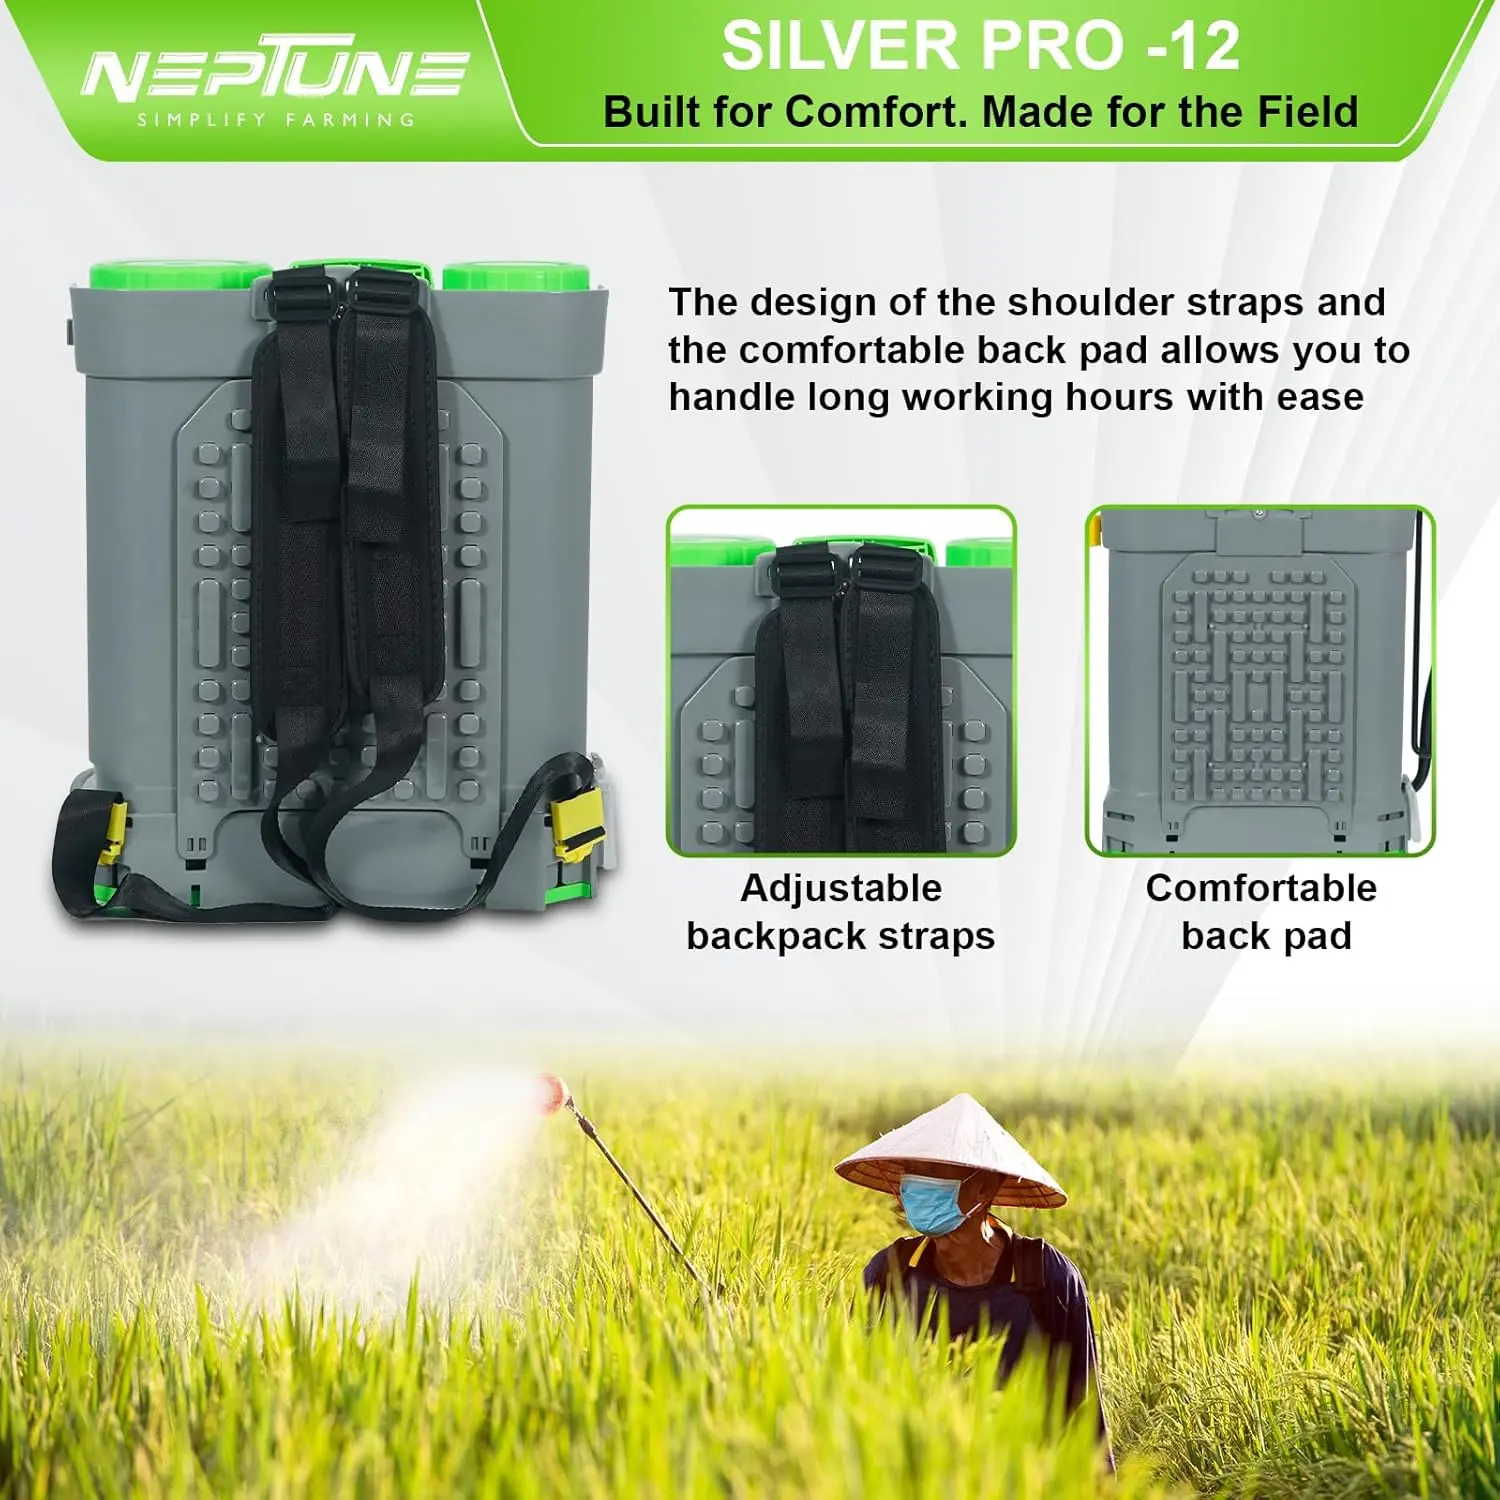 NEPTUNE
SIMPLIFY FARMING
SILVER PRO -12
Built for Comfort. Made for the Field
The design of the shoulder straps and
the comfortable back pad allows you to
handle long working hours with ease
Adjustable
backpack straps
Comfortable
back pad